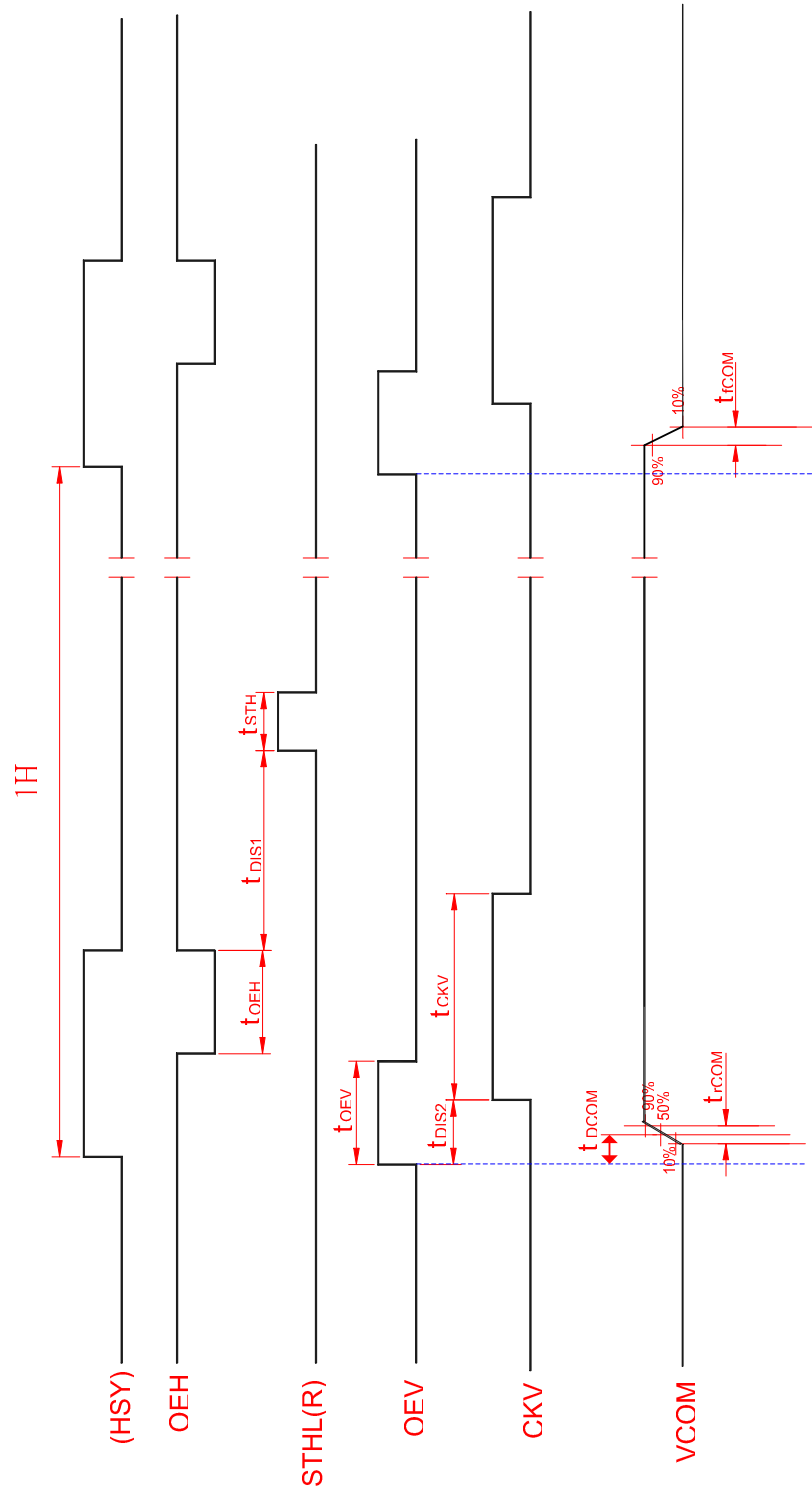 1H
(HSY)
OEH
tOEH
tDIS1
tSTH
STHL(R)
tOEV
OEV
tDIS2
tCKV
CKV
tDCOM
90%
50%
10%
trCOM
90%
10%
tfCOM
VCOM